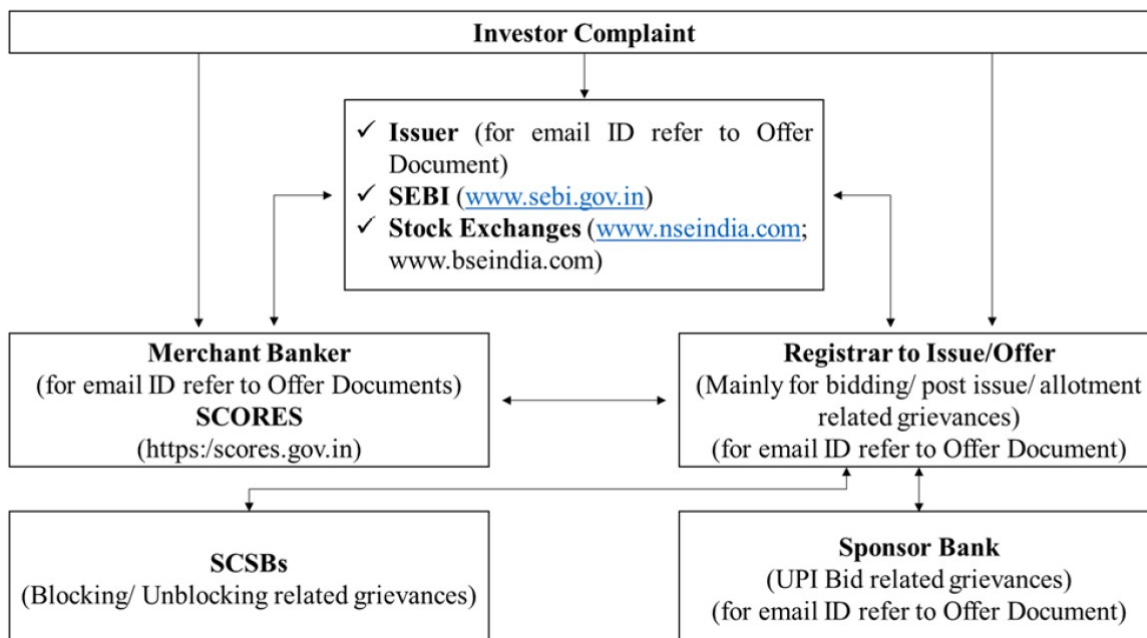 Investor Complaint
✓ Issuer (for email ID refer to Offer
Document)
✓ SEBI (www.sebi.gov.in)
✓ Stock Exchanges (www.nseindia.com;
www.bseindia.com)
Merchant Banker
(for email ID refer to Offer Documents)
SCORES
(https:/scores.gov.in)
Registrar to Issue/Offer
(Mainly for bidding/ post issue/ allotment
related grievances)
(for email ID refer to Offer Document)
SCSBs
(Blocking/ Unblocking related grievances)
Sponsor Bank
(UPI Bid related grievances)
(for email ID refer to Offer Document)